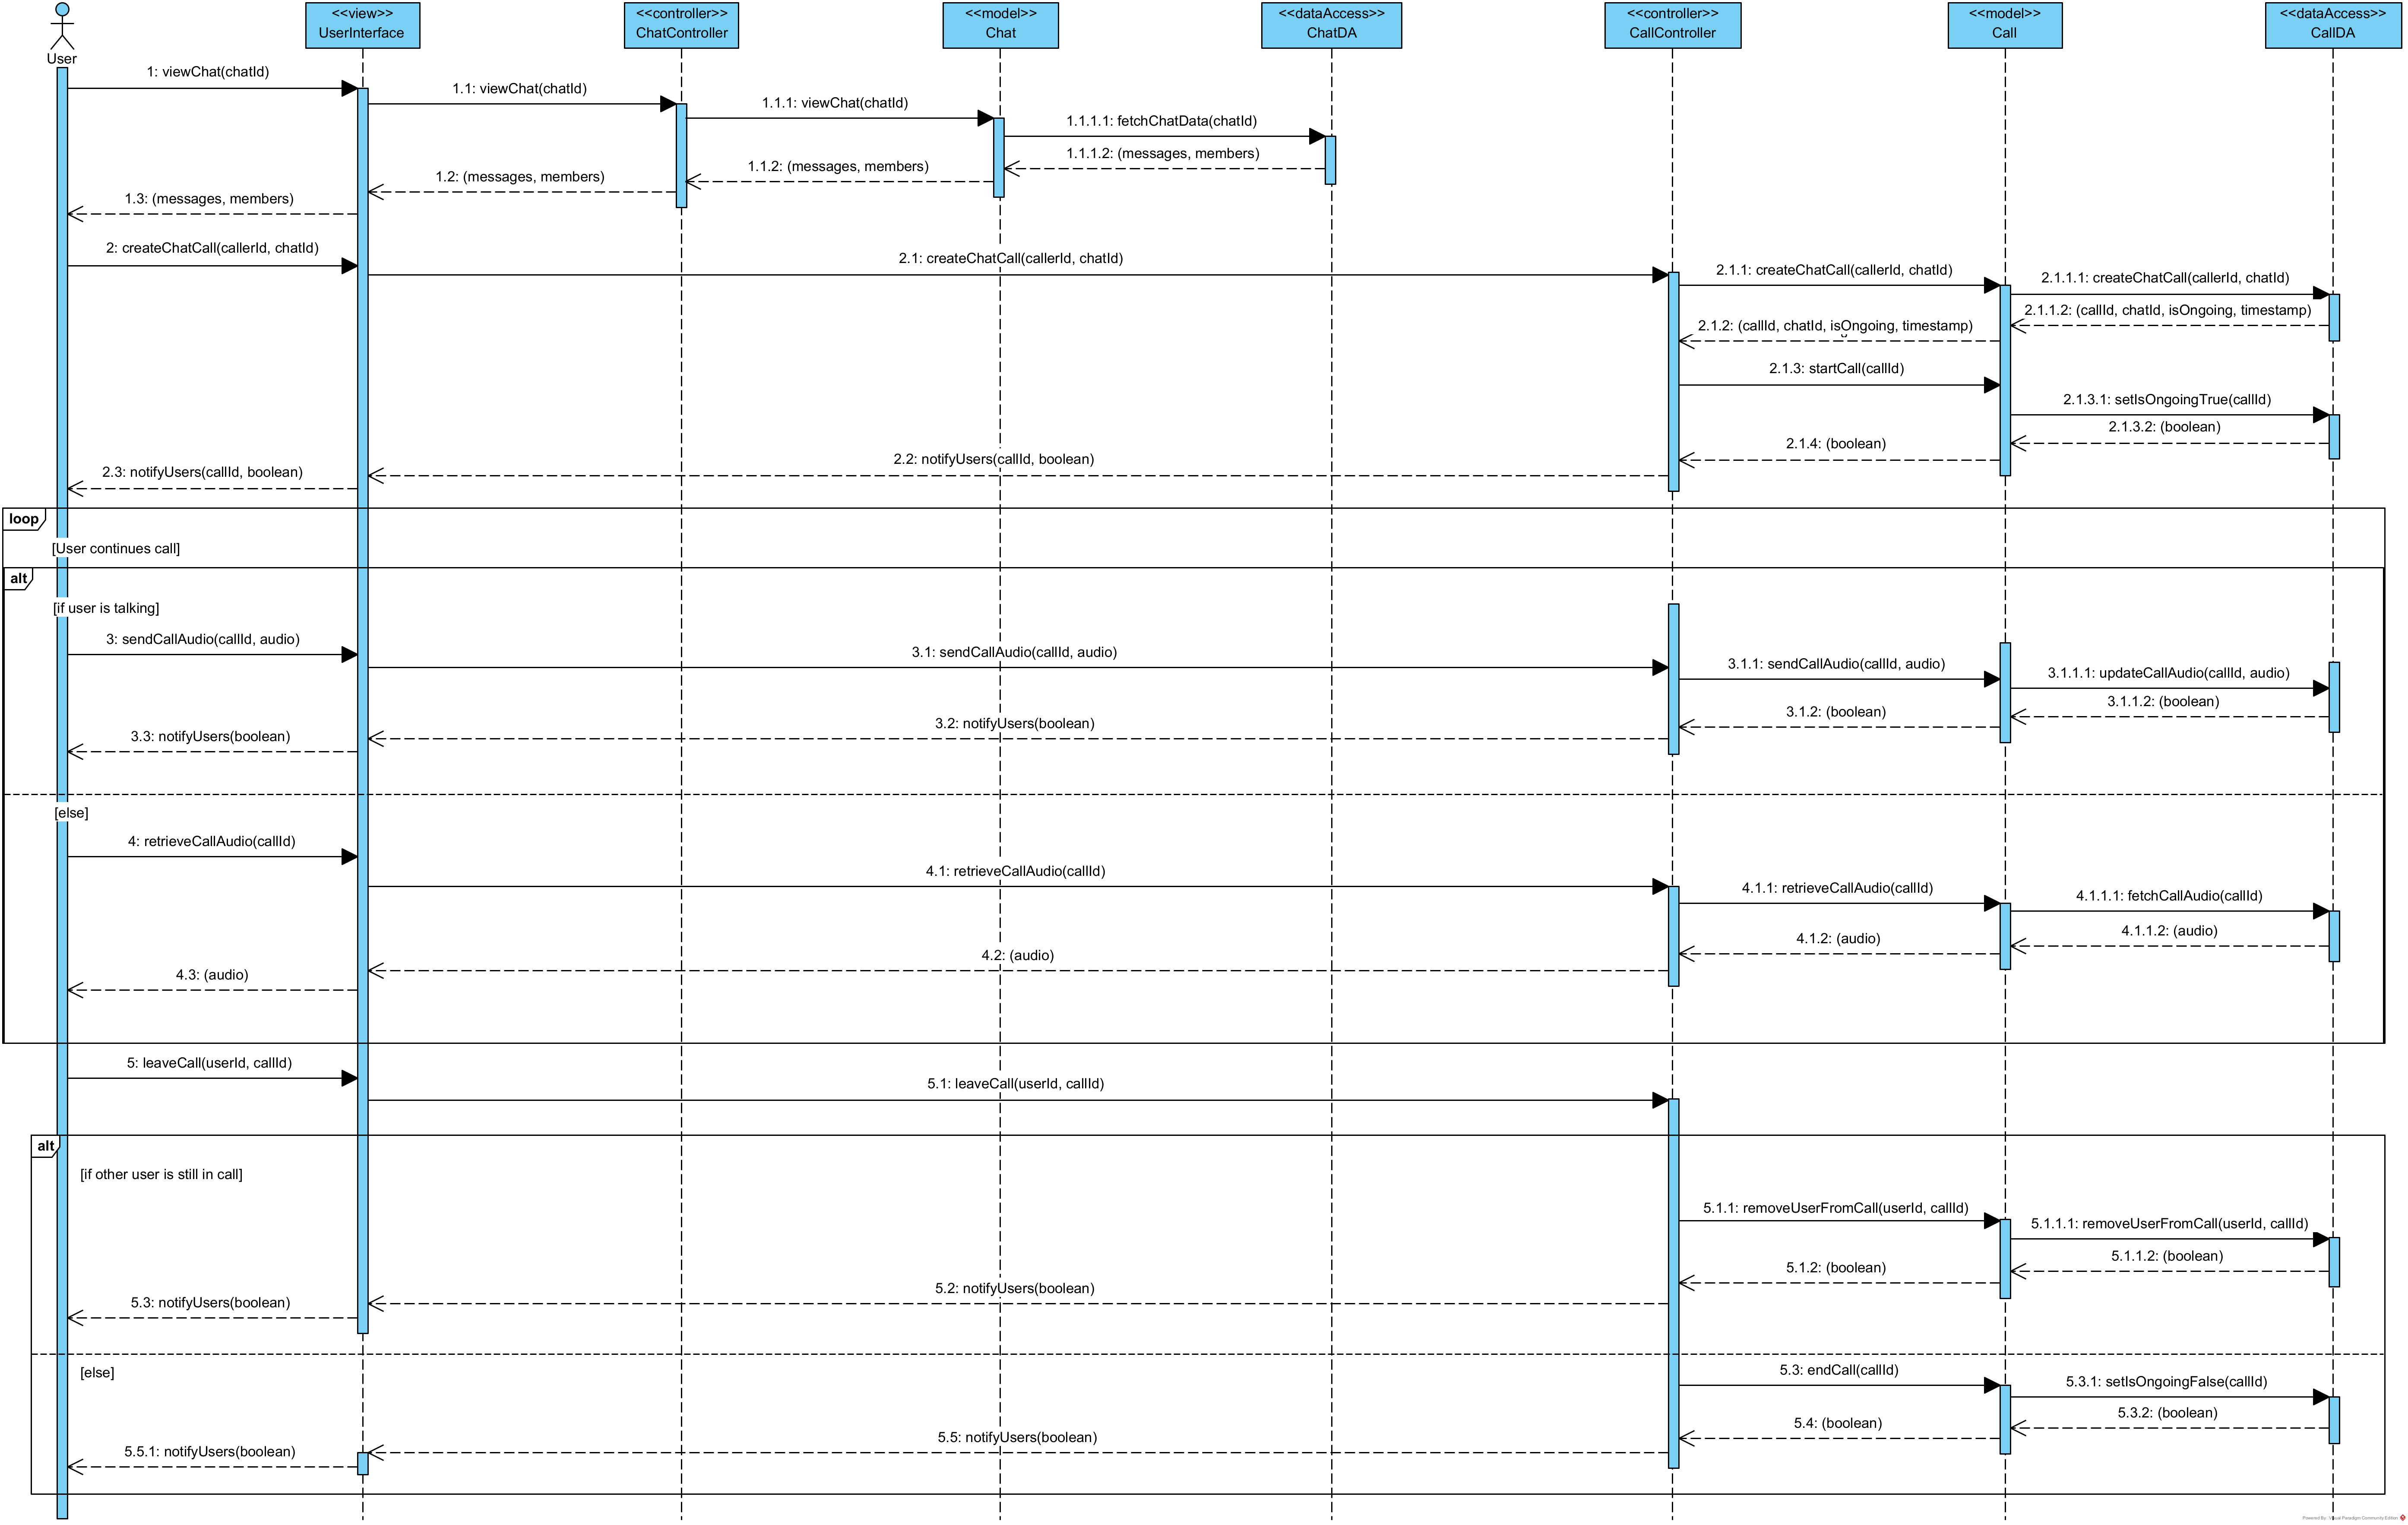 <<view>>
UserInterface
<<controller>>
ChatController
<<model>>
Chat
<<dataAccess>>
ChatDA
<<controller>>
CallController
<<model>>
Call
<<dataAccess>>
CallDA
User
1: viewChat(chatId)
1.1: viewChat(chatId)
1.1.1: viewChat(chatId)
1.1.1.1: fetchChatData(chatId)
1.1.1.2: (messages, members)
1.1.2: (messages, members)
1.2: (messages, members)
1.3: (messages, members)
2: createChatCall(callerId, chatId)
2.1: createChatCall(callerId, chatId)
2.1.1: createChatCall(callerId, chatId)
2.1.1.1: createChatCall(callerId, chatId)
2.1.1.2: (callId, chatId, isOngoing, timestamp)
2.1.2: (callId, chatId, isOngoing, timestamp)
2.1.3: startCall(callId)
2.1.3.1: setIsOngoingTrue(callId)
2.1.3.2: (boolean)
2.1.4: (boolean)
2.2: notifyUsers(callId, boolean)
2.3: notifyUsers(callId, boolean)
loop
[User continues call]
alt
[if user is talking]
3: sendCallAudio(callId, audio)
3.1: sendCallAudio(callId, audio)
3.1.1: sendCallAudio(callId, audio)
3.1.1.1: updateCallAudio(callId, audio)
3.1.1.2: (boolean)
3.1.2: (boolean)
3.2: notifyUsers(boolean)
3.3: notifyUsers(boolean)
[else]
4: retrieveCallAudio(callId)
4.1: retrieveCallAudio(callId)
4.1.1: retrieveCallAudio(callId)
4.1.1.1: fetchCallAudio(callId)
4.1.1.2: (audio)
4.1.2: (audio)
4.2: (audio)
4.3: (audio)
5: leaveCall(userId, callId)
5.1: leaveCall(userId, callId)
alt
[if other user is still in call]
5.1.1: removeUserFromCall(userId, callId)
5.1.1.1: removeUserFromCall(userId, callId)
5.1.1.2: (boolean)
5.1.2: (boolean)
5.2: notifyUsers(boolean)
5.3: notifyUsers(boolean)
[else]
5.3: endCall(callId)
5.3.1: setIsOngoingFalse(callId)
5.3.2: (boolean)
5.4: (boolean)
5.5: notifyUsers(boolean)
5.5.1: notifyUsers(boolean)
Powered By: Visual Paradigm Community Edition